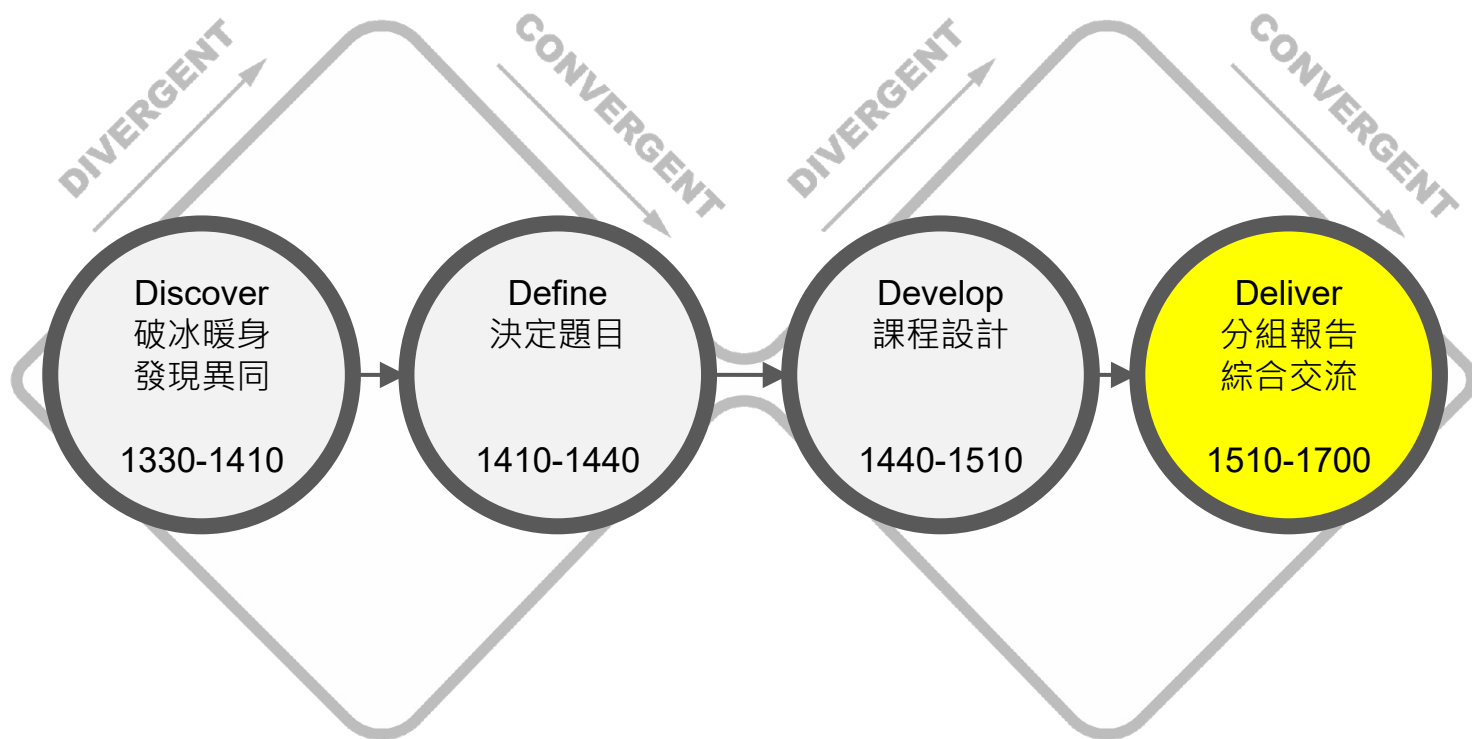 DIVERGENT
CONVERGENT
DIVERGENT
CONVERGENT
Discover
破冰暖身
發現異同
1330-1410
Define
決定題目
1410-1440
Develop
課程設計
1440-1510
Deliver
分組報告
綜合交流
1510-1700